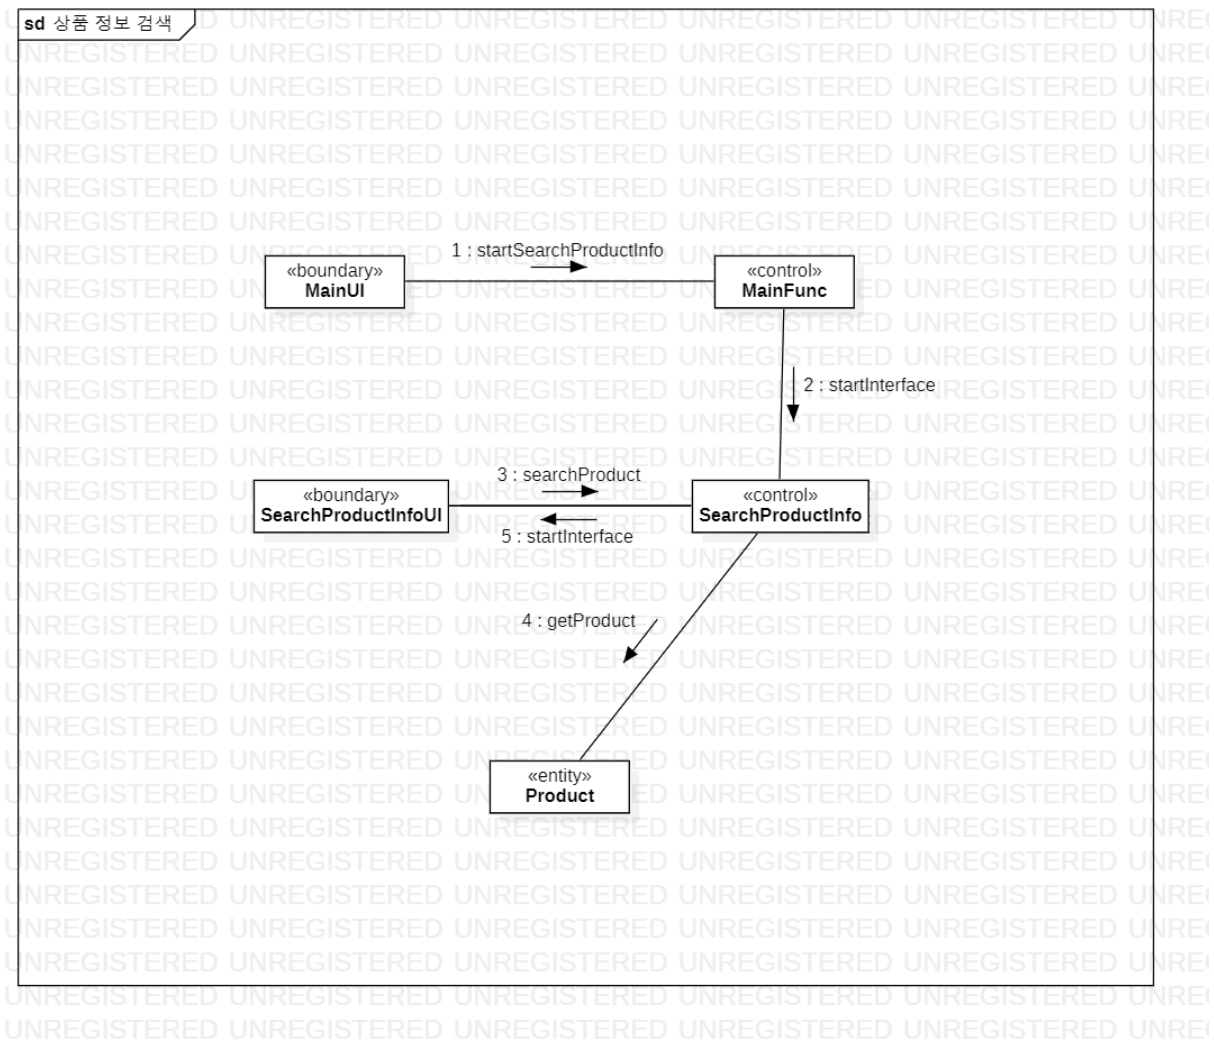 sd 상품 정보 검색
1 : startSearchProductInfo
«boundary»
MainUI
«control»
MainFunc
2 : startInterface
3 : searchProduct
«boundary»
SearchProductInfoUI
«control»
SearchProductInfo
5 : startInterface
4 : getProduct
«entity»
Product
UNREGISTERED